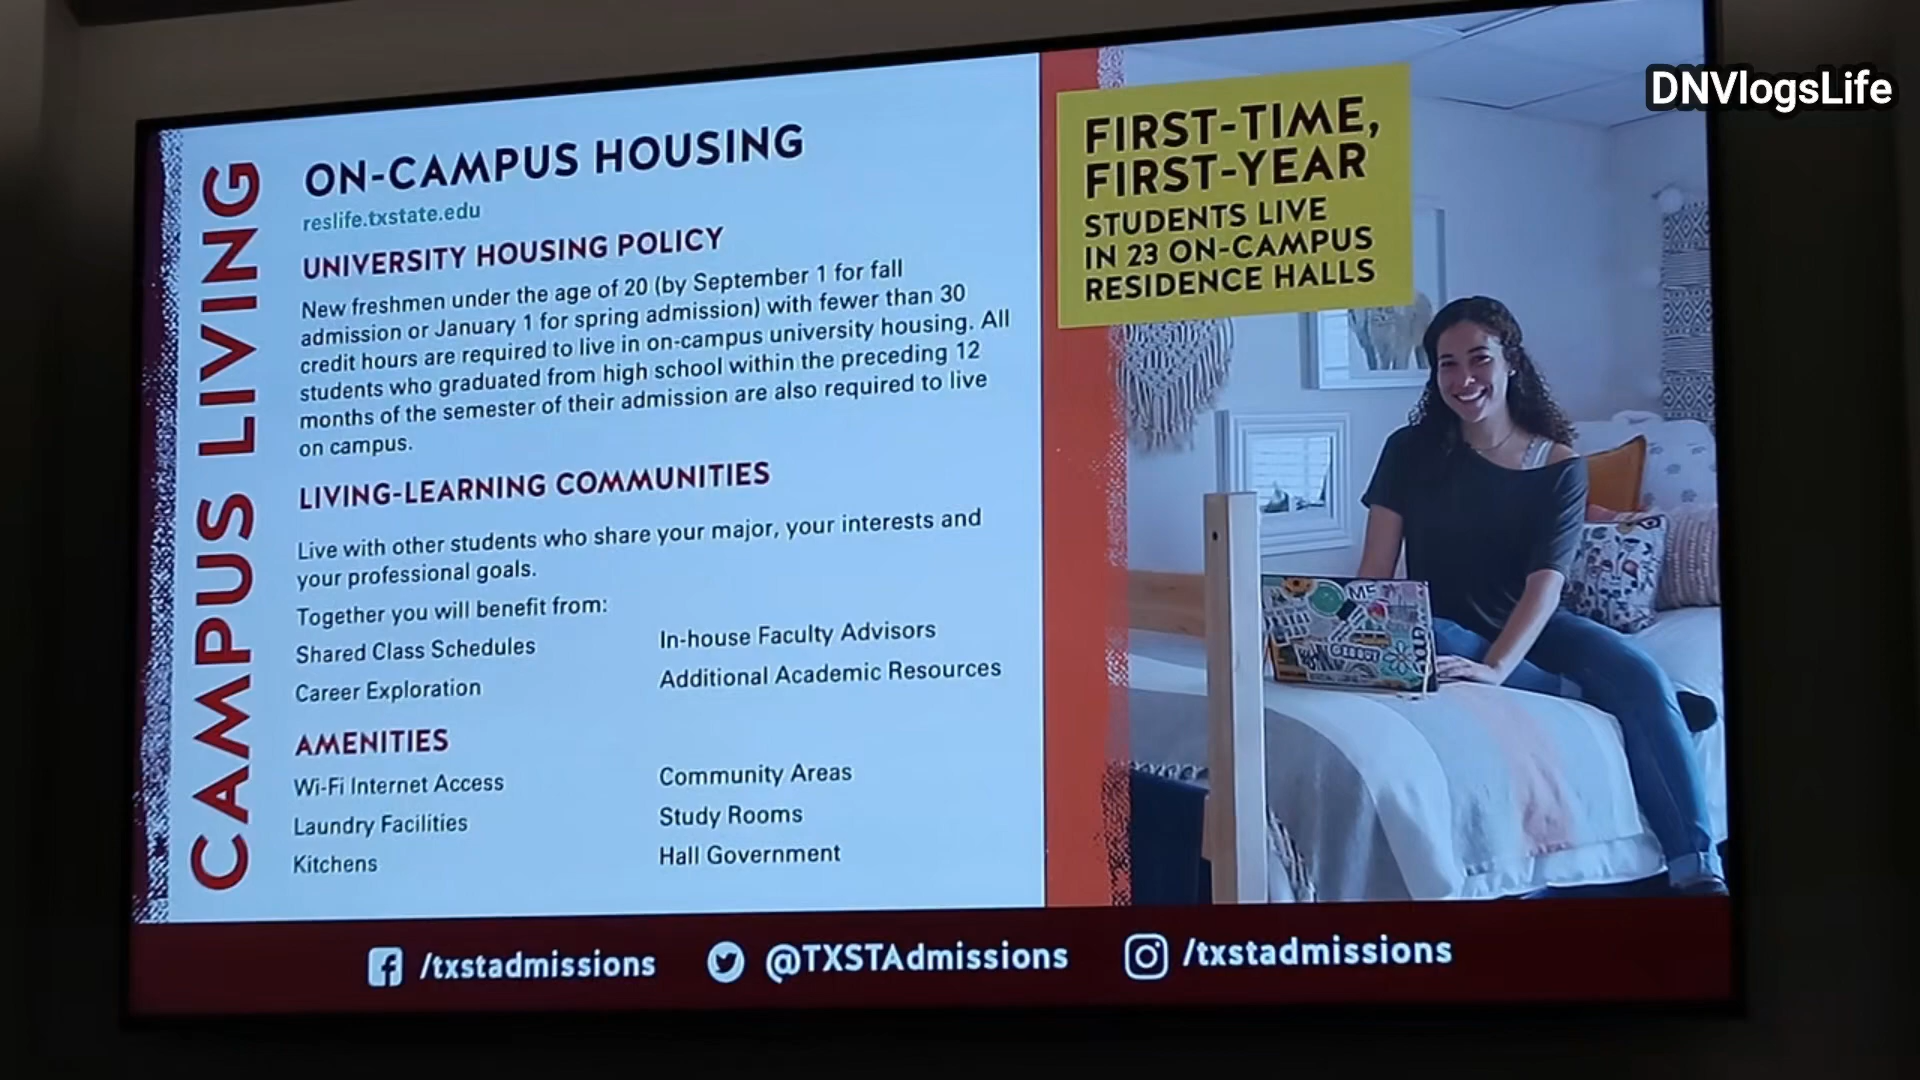 DNVlogsLife
CAMPUS LIVING
ON-CAMPUS HOUSING
reslife.txstate.edu
UNIVERSITY HOUSING POLICY
New freshmen under the age of 20 (by September 1 for fall
admission or January 1 for spring admission) with fewer than 30
credit hours are required to live in on-campus university housing. All
students who graduated from high school within the preceding 12
months of the semester of their admission are also required to live
on campus.
LIVING-LEARNING COMMUNITIES
Live with other students who share your major, your interests and
your professional goals.
Together you will benefit from:
Shared Class Schedules
Career Exploration
In-house Faculty Advisors
Additional Academic Resources
AMENITIES
Wi-Fi Internet Access
Laundry Facilities
Kitchens
Community Areas
Study Rooms
Hall Government
FIRST-TIME,
FIRST-YEAR
STUDENTS LIVE
IN 23 ON-CAMPUS
RESIDENCE HALLS
/txstadmissions
@TXSTAdmissions
/txstadmissions